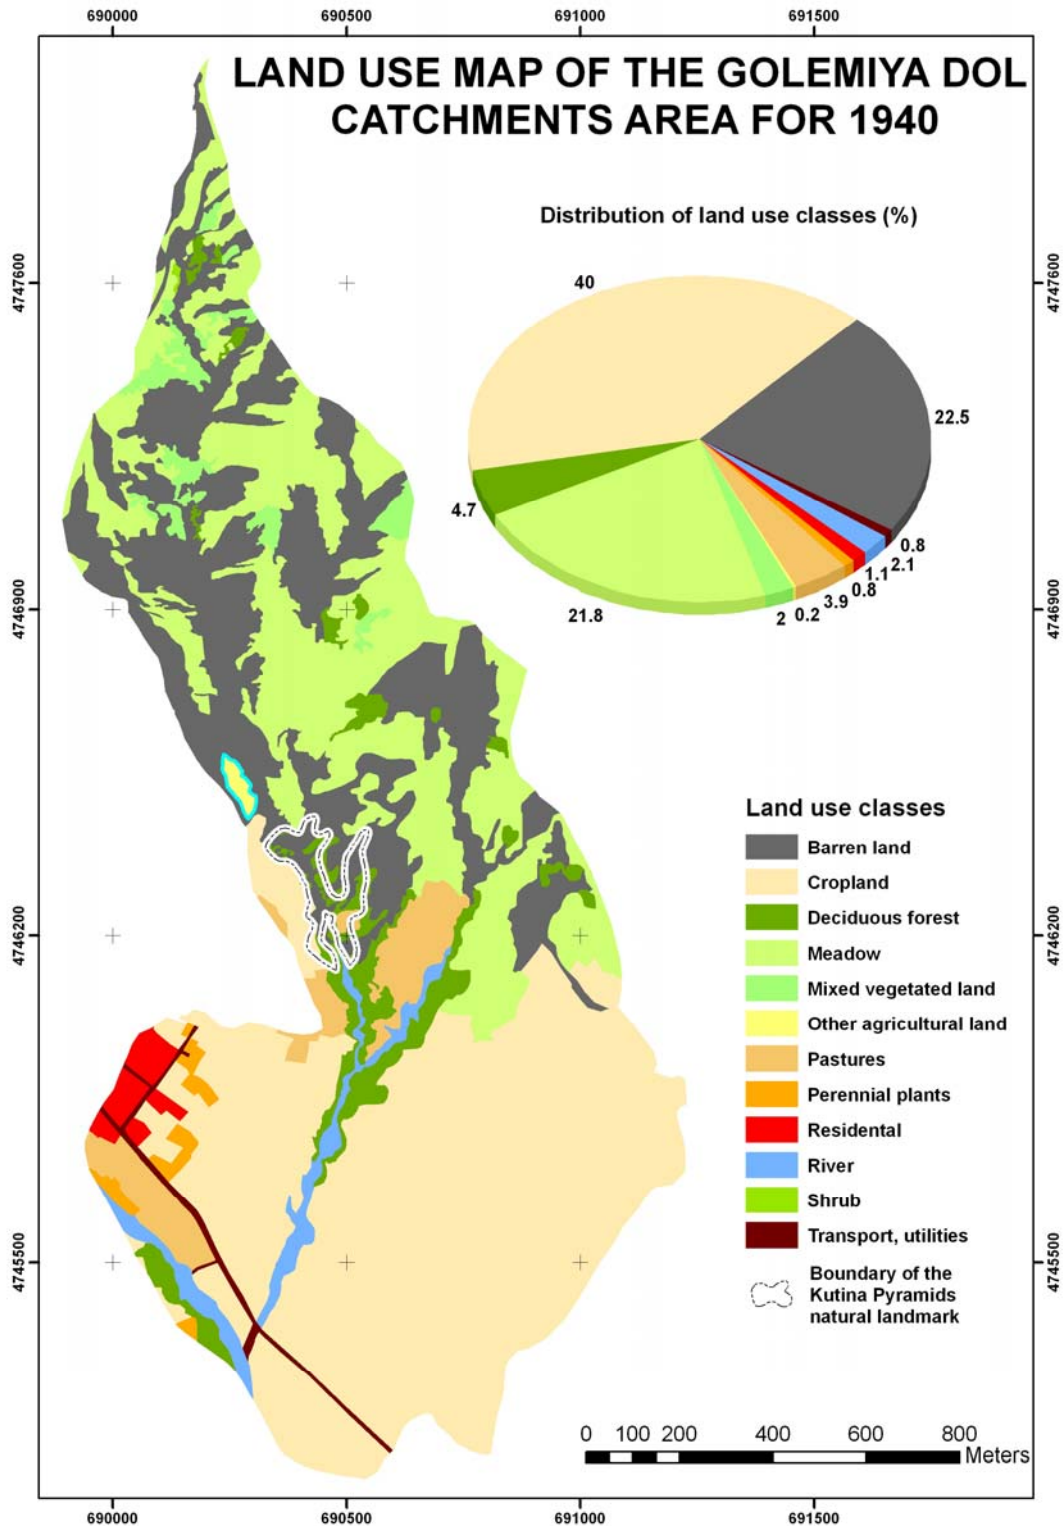 690000 690500 691000 691500
LAND USE MAP OF THE GOLEMIYA DOL
CATCHMENTS AREA FOR 1940
Distribution of land use classes (%)
4747600
4747600
40
22.5
4.7
0.8
2.1
1.1
0.8
3.9
0.2
2
21.8
4746900
4746900
Land use classes
Barren land
Cropland
Deciduous forest
4746200
4746200
Meadow
Mixed vegetated land
Other agricultural land
Pastures
Perennial plants
Residental
River
Shrub
Transport, utilities
4745500
4745500
Boundary of the
Kutina Pyramids
natural landmark
0 100 200 400 600 800
Meters
690000 690500 691000 691500